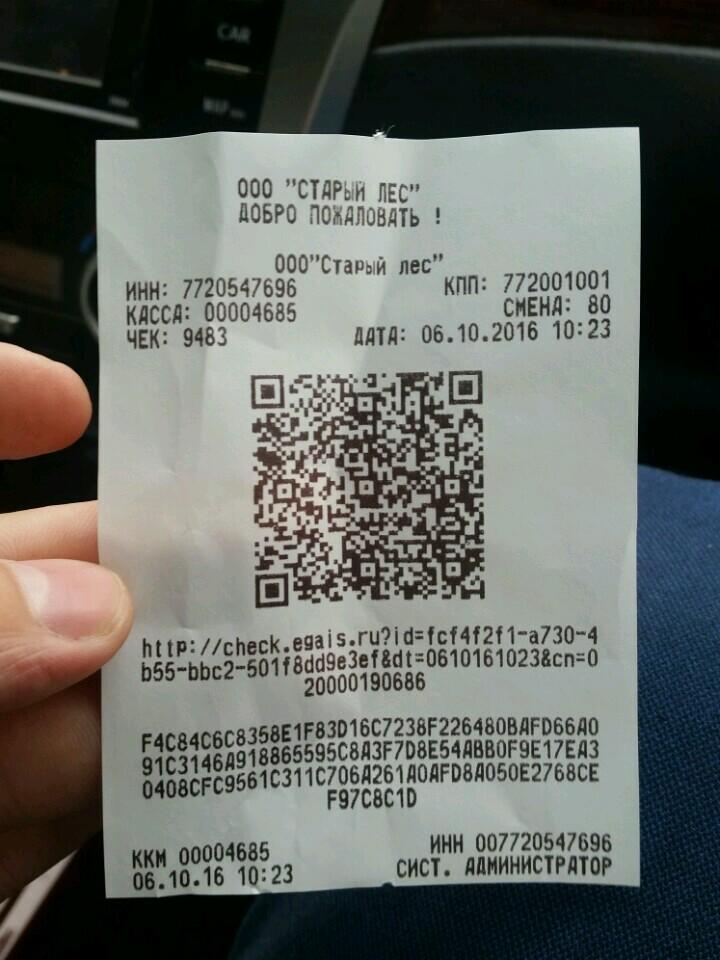 CAR
ООО "СТАРЫЙ ЛЕС"
ДОБРО ПОЖАЛОВАТЬ !
ООО"Старый лес"
ИНН: 7720547696 КПП: 772001001
КАССА: 00004685 СМЕНА: 80
ЧЕК: 9483 ДАТА: 06.10.2016 10:23
http://check.egais.ru?id=fcf4f2f1-a730-4
b55-bbc2-501f8dd9e3ef&dt=0610161023&cn=0
20000190686
F4C84C6C8358E1F83D16C7238F226480BAFD66A0
91C3146A918865595C8A3F7D8E54ABB0F9E17EA3
0408CFC9561C311C706A261A0AFD8A050E2768CE
F97C8C1D
ККМ 00004685 ИНН 007720547696
06.10.16 10:23 СИСТ. АДМИНИСТРАТОР